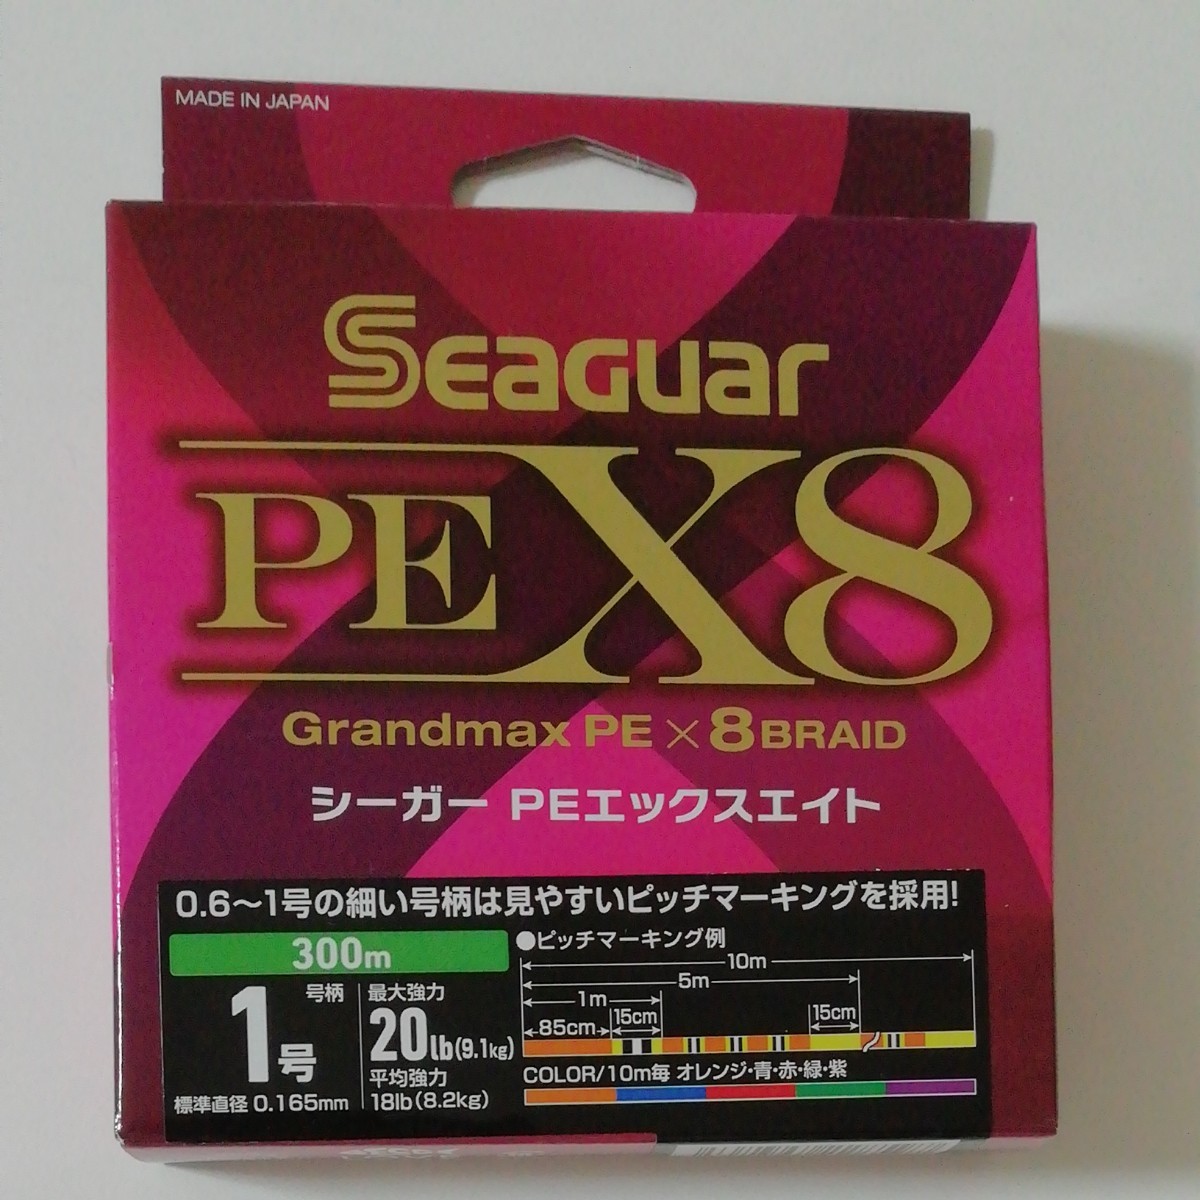 MADE IN JAPAN
SEAGUAR
PE X8
Grandmax PE × 8 BRAID
シーガー PEエックスエイト
0.6～1号の細い号柄は見やすいピッチマーキングを採用!
300m
号柄
1号
標準直径 0.165mm
最大強力
20lb(9.1kg)
平均強力
18lb(8.2kg)
●ピッチマーキング例
10m
5m
1m
85cm
15cm
15cm
COLOR/10m毎 オレンジ・青・赤・緑・紫